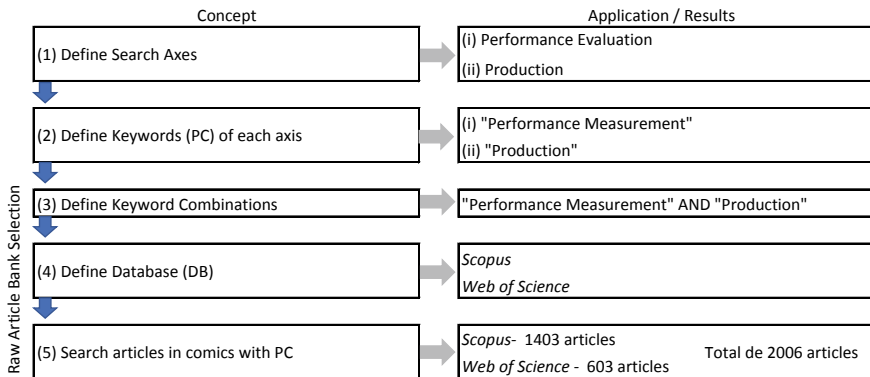 Concept
Application / Results
(1) Define Search Axes
(i) Performance Evaluation
(ii) Production
(2) Define Keywords (PC) of each axis
(i) "Performance Measurement"
(ii) "Production"
(3) Define Keyword Combinations
"Performance Measurement" AND "Production"
(4) Define Database (DB)
Scopus
Web of Science
(5) Search articles in comics with PC
Scopus- 1403 articles
Web of Science - 603 articles
Total de 2006 articles
Raw Article Bank Selection